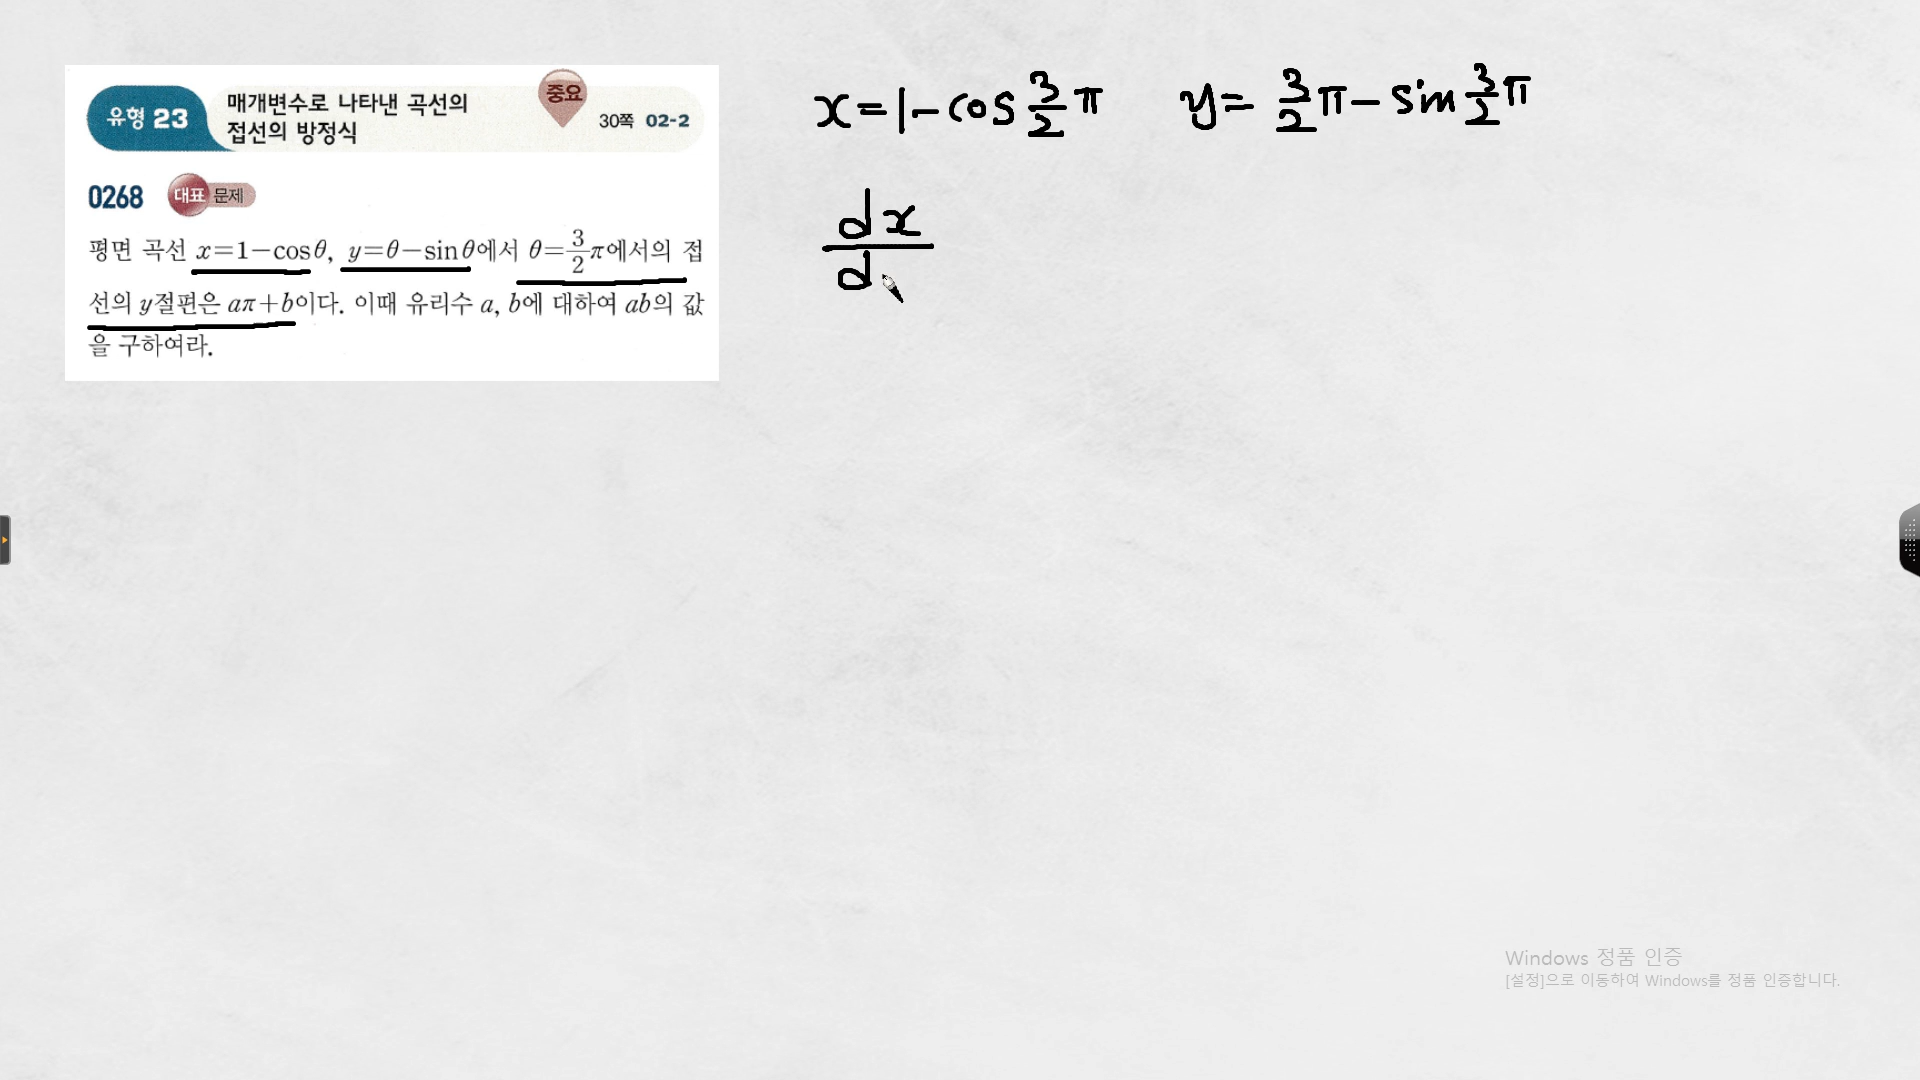 유형 23 매개변수로 나타낸 곡선의
접선의 방정식
중요
30쪽 02-2
0268 대표 문제
평면 곡선 x=1-cosθ, y=θ-sinθ에서 θ=3/2π에서의 접
선의 y절편은 aπ+b이다. 이때 유리수 a, b에 대하여 ab의 값
을 구하여라.
x=1-cos 3/2 π y= 3/2 π - sin 3/2 π
dx
d
Windows 정품 인증
[설정]으로 이동하여 Windows를 정품 인증합니다.